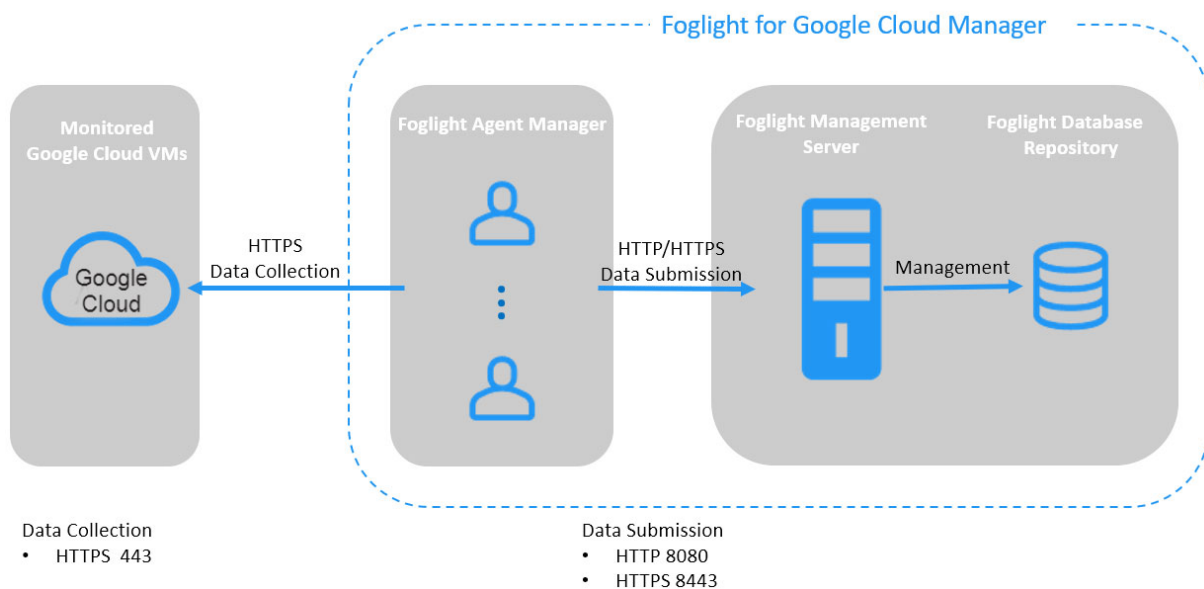 Foglight for Google Cloud Manager
Monitored
Google Cloud VMs
Foglight Agent Manager
Foglight Management
Server
Foglight Database
Repository
HTTPS
Data Collection
HTTP/HTTPS
Data Submission
Management
Google
Cloud
Data Collection
• HTTPS 443
Data Submission
• HTTP 8080
• HTTPS 8443